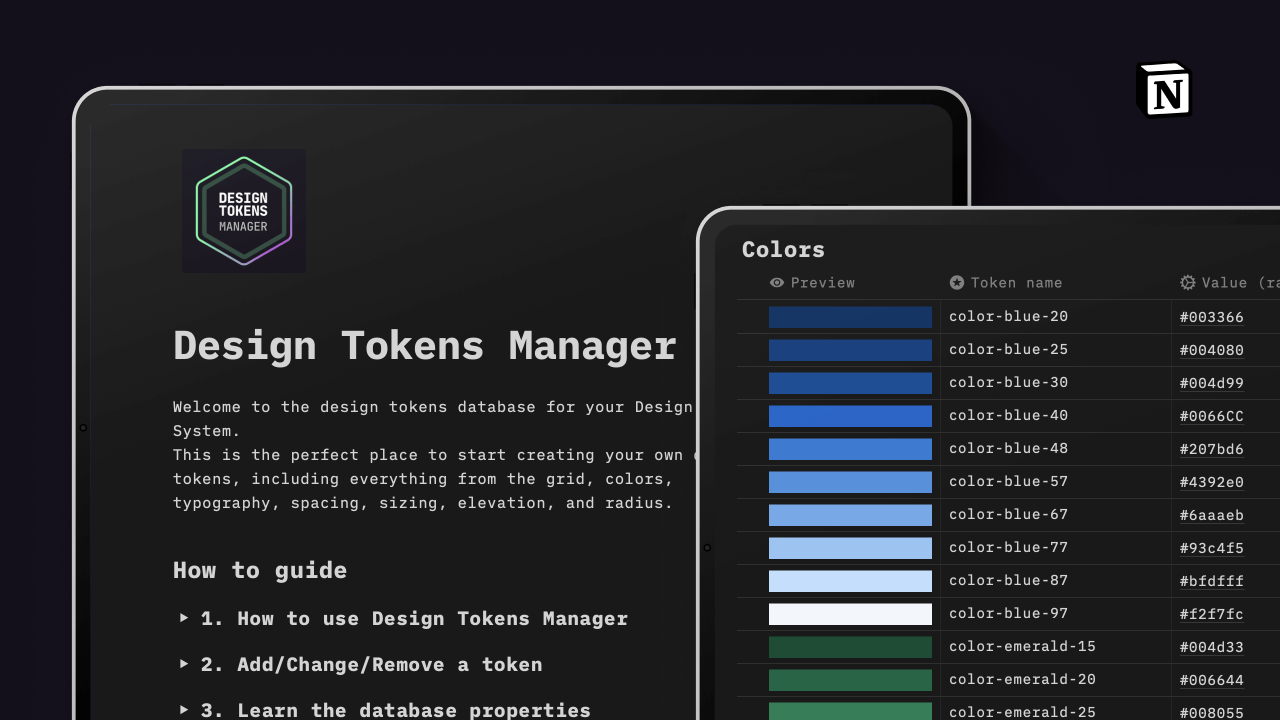 N
DESIGN
TOKENS
MANAGER
Design Tokens Manager
Welcome to the design tokens database for your Design
System.
This is the perfect place to start creating your own
tokens, including everything from the grid, colors,
typography, spacing, sizing, elevation, and radius.
How to guide
1. How to use Design Tokens Manager
2. Add/Change/Remove a token
3. Learn the database properties
Colors
Preview Token name Value (ra
color-blue-20 #003366
color-blue-25 #004080
color-blue-30 #004d99
color-blue-40 #0066CC
color-blue-48 #207bd6
color-blue-57 #4392e0
color-blue-67 #6aaaeb
color-blue-77 #93c4f5
color-blue-87 #bfdfff
color-blue-97 #f2f7fc
color-emerald-15 #004d33
color-emerald-20 #006644
color-emerald-25 #008055